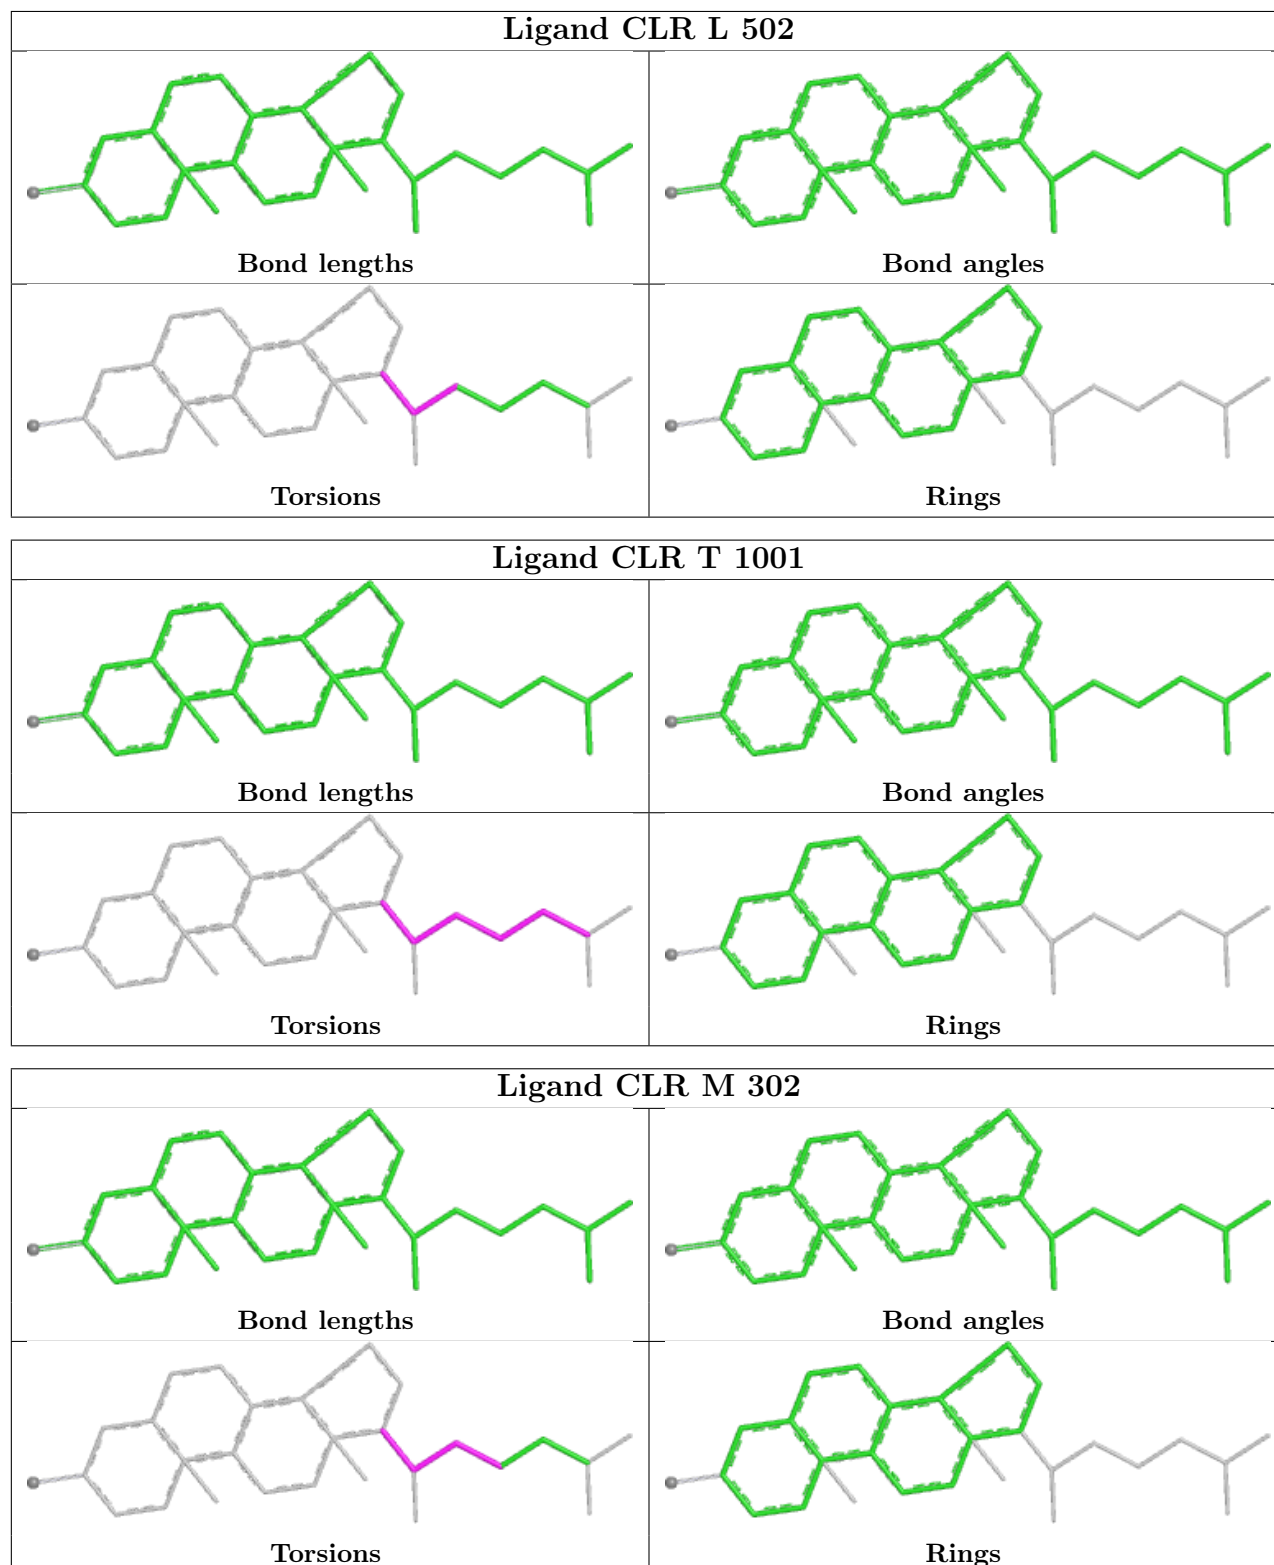 Ligand CLR L 502
Bond lengths
Bond angles
Torsions
Rings
Ligand CLR T 1001
Bond lengths
Bond angles
Torsions
Rings
Ligand CLR M 302
Bond lengths
Bond angles
Torsions
Rings